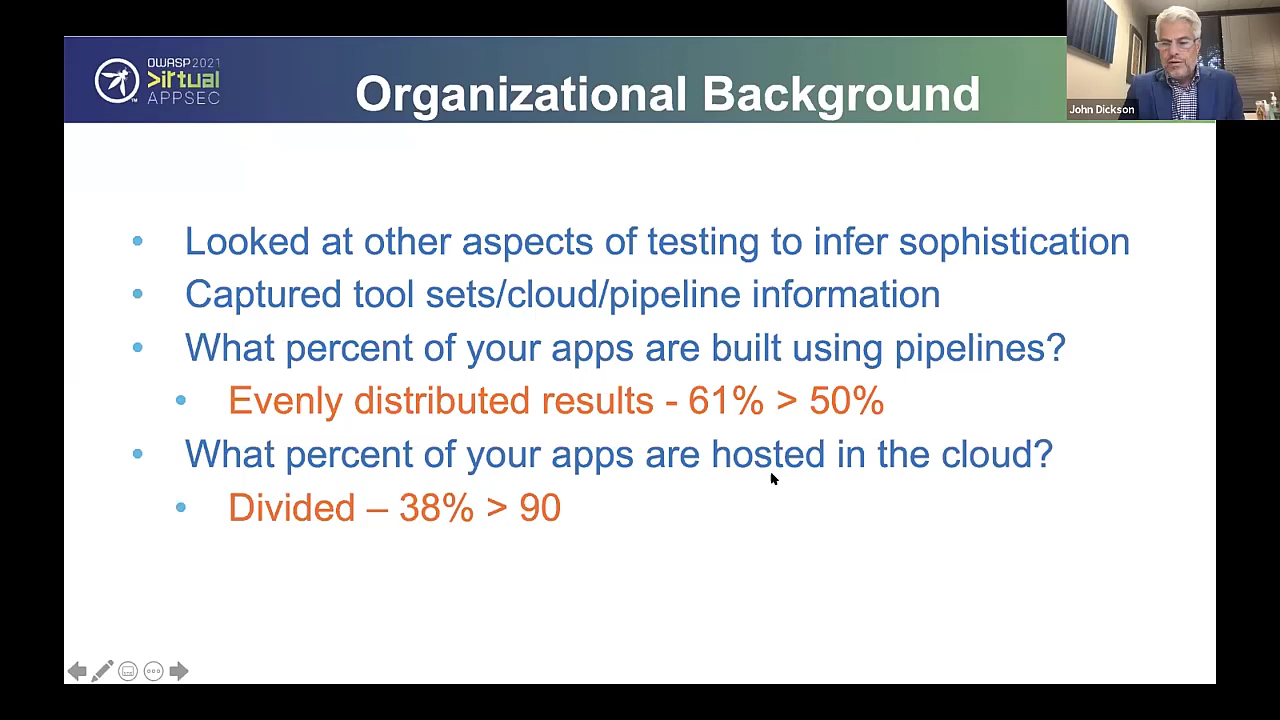 OWASP 2021
>irtual
APPSEC
Organizational Background
John Dickson
• Looked at other aspects of testing to infer sophistication
• Captured tool sets/cloud/pipeline information
• What percent of your apps are built using pipelines?
• Evenly distributed results - 61% > 50%
• What percent of your apps are hosted in the cloud?
• Divided – 38% > 90